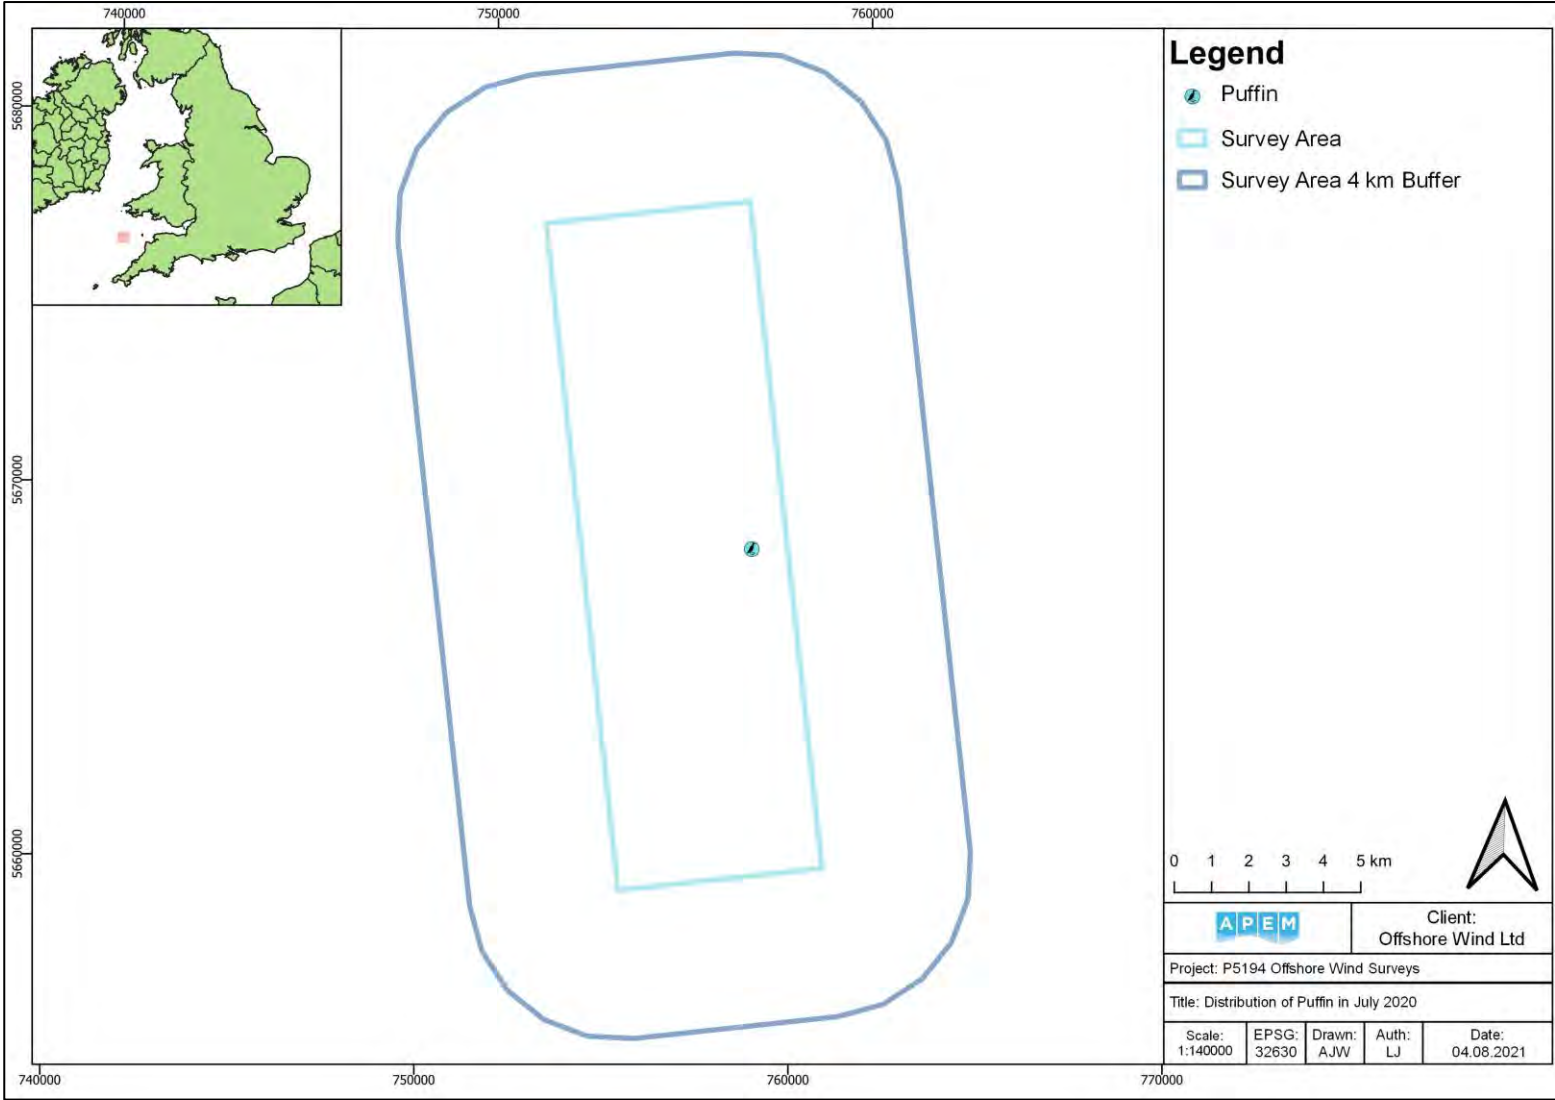 740000
750000
760000
5680000
5670000
5660000
740000
750000
760000
770000
Legend
Puffin
Survey Area
Survey Area 4 km Buffer
0 1 2 3 4 5 km
APEM
Client:
Offshore Wind Ltd
Project: P5194 Offshore Wind Surveys
Title: Distribution of Puffin in July 2020
Scale:
1:140000
EPSG:
32630
Drawn:
AJW
Auth:
LJ
Date:
04.08.2021